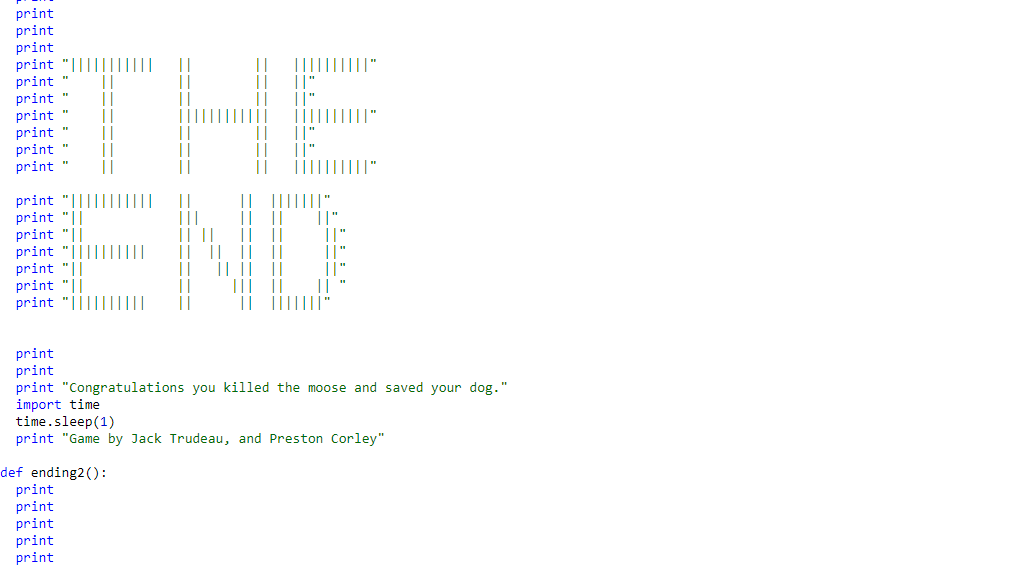 print
print
print
print
print "|||||||||||   ||        ||   ||||||||||"
print "    ||        ||        ||   ||"
print "    ||        ||        ||   ||"
print "    ||        ||||||||||||   ||||||||||"
print "    ||        ||        ||   ||"
print "    ||        ||        ||   ||"
print "    ||        ||        ||   ||||||||||"
print "|||||||||||   ||      ||  |||||||"
print "||            |||     ||  ||    ||"
print "||            || ||   ||  ||     ||"
print "||||||||||    ||  ||  ||  ||     ||"
print "||            ||   || ||  ||     ||"
print "||            ||     |||  ||    || "
print "||||||||||    ||      ||  |||||||"
print
print
print "Congratulations you killed the moose and saved your dog."
import time
time.sleep(1)
print "Game by Jack Trudeau, and Preston Corley"
def ending2():
print
print
print
print
print